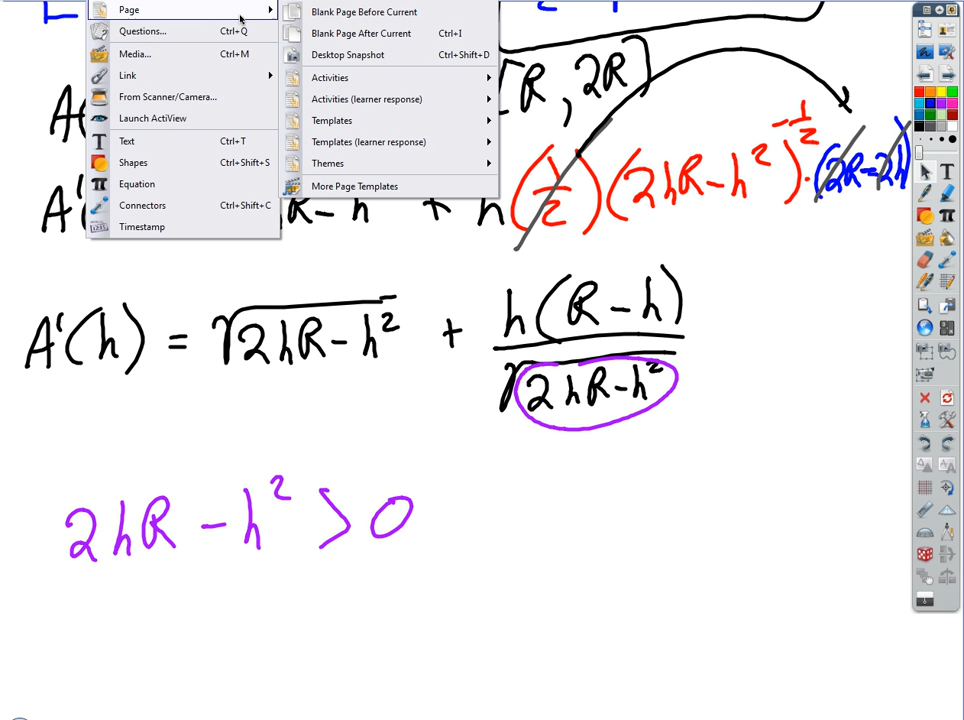 Page
Questions... Ctrl+Q
Media... Ctrl+M
Link
From Scanner/Camera...
Launch ActiView
Text Ctrl+T
Shapes Ctrl+Shift+S
Equation
Connectors Ctrl+Shift+C
Timestamp
Blank Page Before Current
Blank Page After Current Ctrl+I
Desktop Snapshot Ctrl+Shift+D
Activities
Activities (learner response)
Templates
Templates (learner response)
Themes
More Page Templates
[R, 2R]
R-h + h(1/2)(2hR-h²)^-1/2 · (2R-2h)
A'(h) = √2hR-h² + h(R-h)
√2hR-h²
2hR-h² > 0